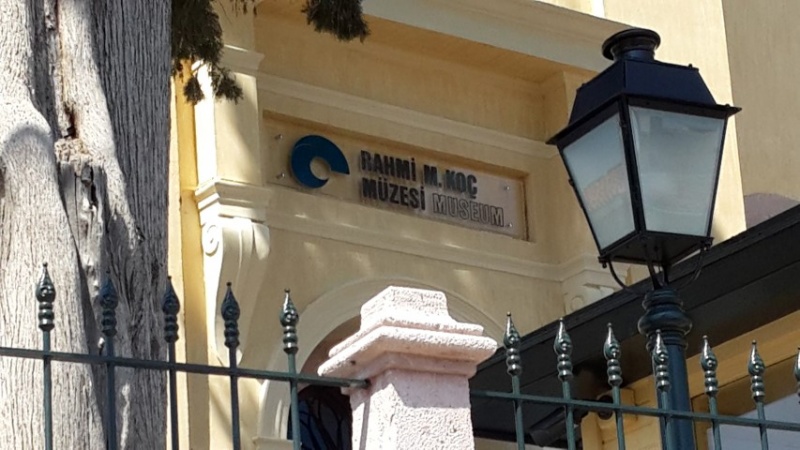 RAHMİ M. KOÇ
MÜZESİ MUSEUM